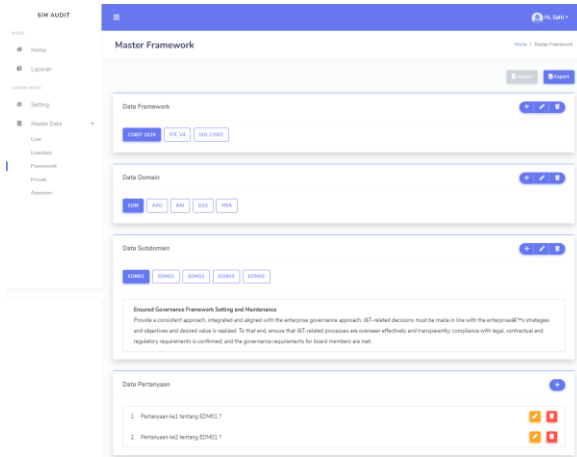 SIM AUDIT
Hi, Safri
MENU
Home
Laporan
ADMIN MENU
Setting
Master Data
User
Userdata
Framework
Proyek
Assesmen
Master Framework
Home / Master Framework
Import
Export
Data Framework
COBIT 2019
ITIL V4
ISO 27002
Data Domain
EDM
APO
BAI
DSS
MEA
Data Subdomain
EDM01
EDM02
EDM03
EDM04
EDM05
Ensured Governance Framework Setting and Maintenance
Provide a consistent approach, integrated and aligned with the enterprise governance approach. I&T-related decisions must be made in line with the enterpriseâ€™s strategies
and objectives and desired value is realized. To that end, ensure that I&T-related processes are overseen effectively and transparently; compliance with legal, contractual and
regulatory requirements is confirmed; and the governance requirements for board members are met.
Data Pertanyaan
1. Pertanyaan ke1 tentang EDM01 ?
2. Pertanyaan ke2 tentang EDM01 ?